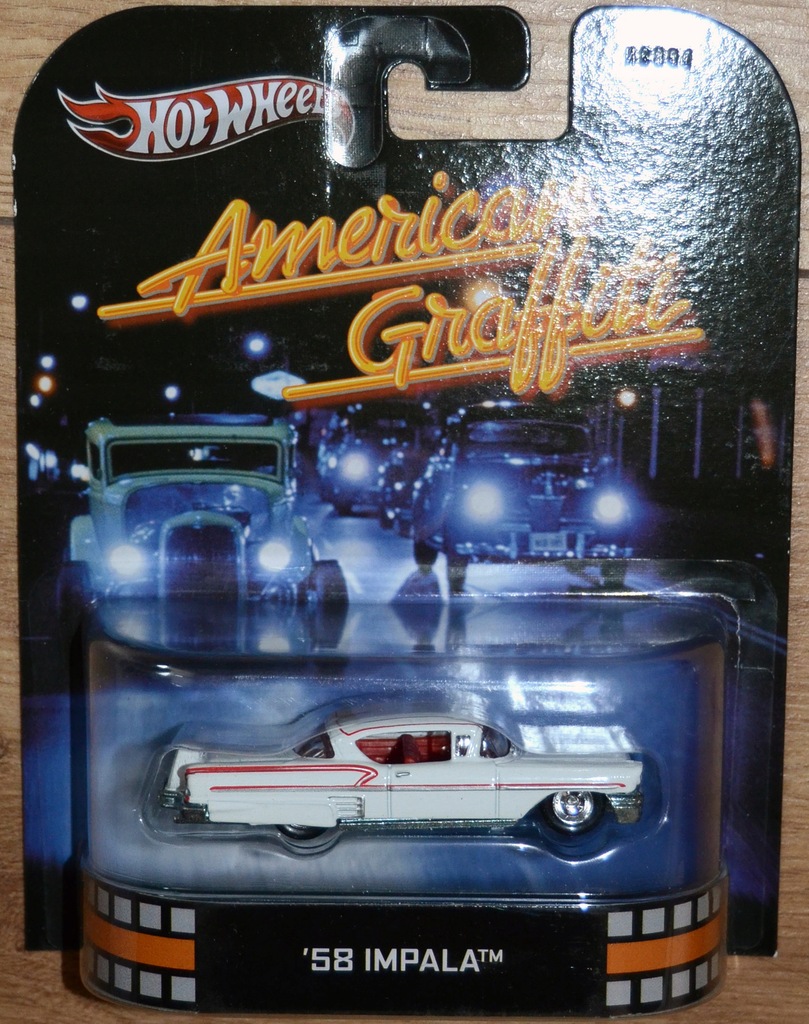 HOT WHEELS
American
Graffiti
'58 IMPALA™